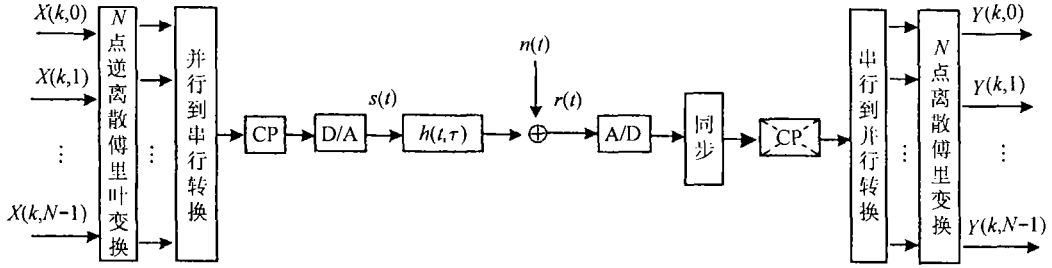 X(k,0)
X(k,1)
⋮
X(k,N−1)
N点逆离散傅里叶变换
⋮
并行到串行转换
CP
D/A
s(t)
h(t,τ)
n(t)
⊕
r(t)
A/D
同步
CP
串行到并行转换
⋮
N点离散傅里变换
Y(k,0)
Y(k,1)
⋮
Y(k,N−1)